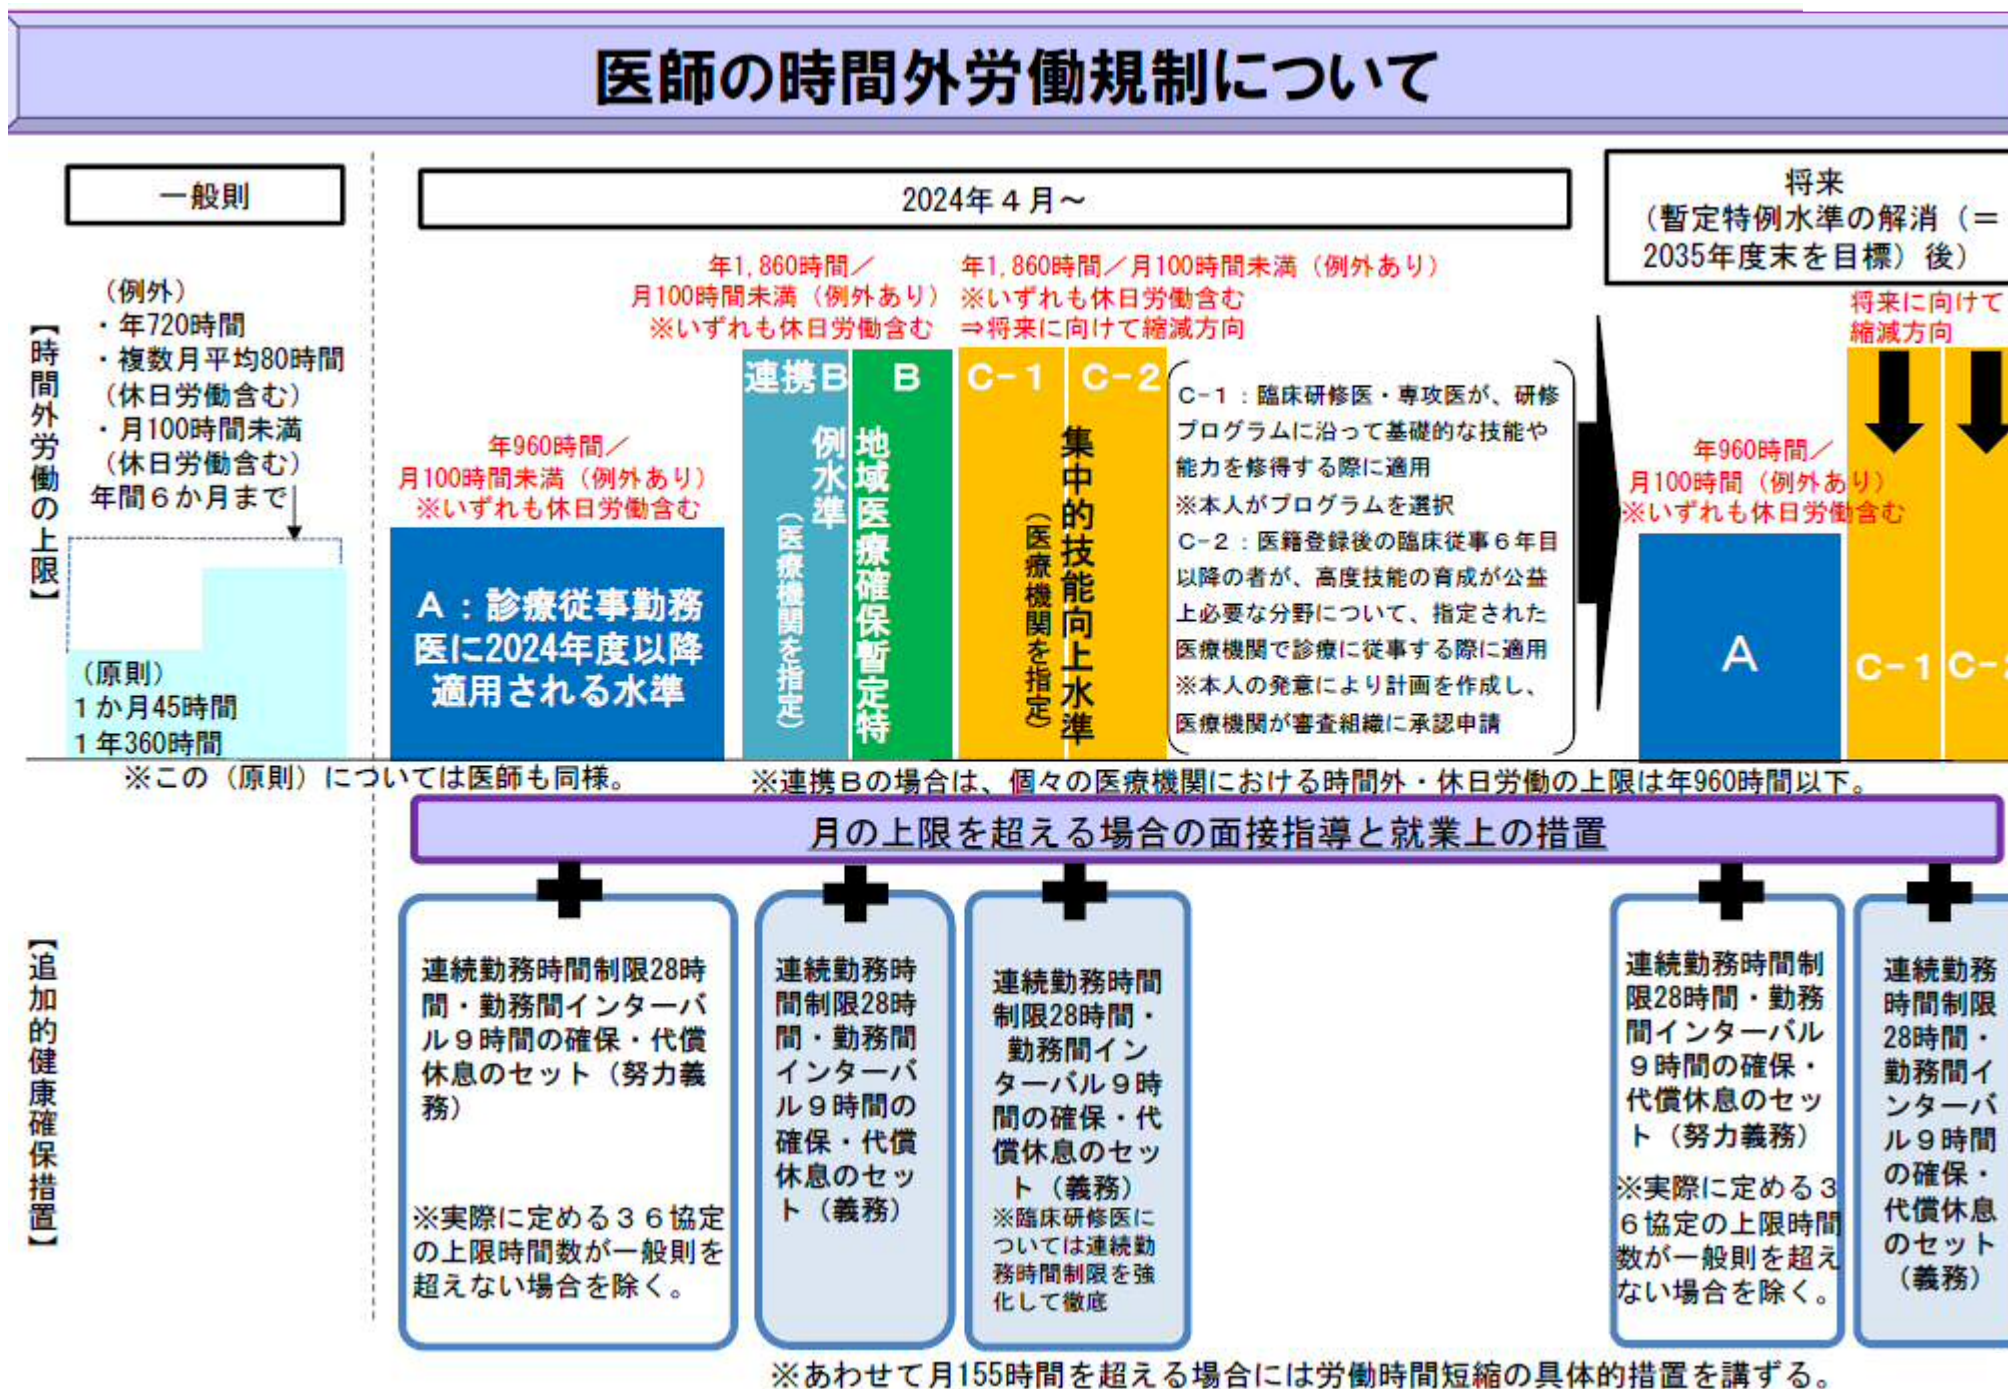 医師の時間外労働規制について
一般則
2024年４月～
将来
（暫定特例水準の解消（＝
2035年度末を目標）後）
【時間外労働の上限】
（例外）
・年720時間
・複数月平均80時間
（休日労働含む）
・月100時間未満
（休日労働含む）
年間６か月まで
（原則）
１か月45時間
１年360時間
※この（原則）については医師も同様。
年960時間／
月100時間未満（例外あり）
※いずれも休日労働含む
Ａ：診療従事勤務
医に2024年度以降
適用される水準
年1,860時間／
月100時間未満（例外あり）
※いずれも休日労働含む
連携Ｂ
Ｂ
地域医療確保暫定特
例水準
（医療機関を指定）
年1,860時間／月100時間未満（例外あり）
※いずれも休日労働含む
⇒将来に向けて縮減方向
Ｃ-１
Ｃ-２
集中的技能向上水準
（医療機関を指定）
Ｃ-１：臨床研修医・専攻医が、研修
プログラムに沿って基礎的な技能や
能力を修得する際に適用
※本人がプログラムを選択
Ｃ-２：医籍登録後の臨床従事６年目
以降の者が、高度技能の育成が公益
上必要な分野について、指定された
医療機関で診療に従事する際に適用
※本人の発意により計画を作成し、
医療機関が審査組織に承認申請
将来に向けて
縮減方向
年960時間／
月100時間（例外あり）
※いずれも休日労働含む
Ａ
Ｃ-１
Ｃ-２
※連携Ｂの場合は、個々の医療機関における時間外・休日労働の上限は年960時間以下。
月の上限を超える場合の面接指導と就業上の措置
【追加的健康確保措置】
連続勤務時間制限28時
間・勤務間インターバ
ル９時間の確保・代償
休息のセット（努力義
務）
※実際に定める３６協定
の上限時間数が一般則を
超えない場合を除く。
連続勤務時
間制限28時
間・勤務間
インターバ
ル９時間の
確保・代償
休息のセッ
ト（義務）
連続勤務時間
制限28時間・
勤務間イン
ターバル９時
間の確保・代
償休息のセッ
ト（義務）
※臨床研修医に
ついては連続勤
務時間制限を強
化して徹底
連続勤務時間制
限28時間・勤務
間インターバル
９時間の確保・
代償休息のセッ
ト（努力義務）
※実際に定める３
６協定の上限時間
数が一般則を超え
ない場合を除く。
連続勤務
時間制限
28時間・
勤務間イ
ンターバ
ル９時間
の確保・
代償休息
のセット
（義務）
※あわせて月155時間を超える場合には労働時間短縮の具体的措置を講ずる。